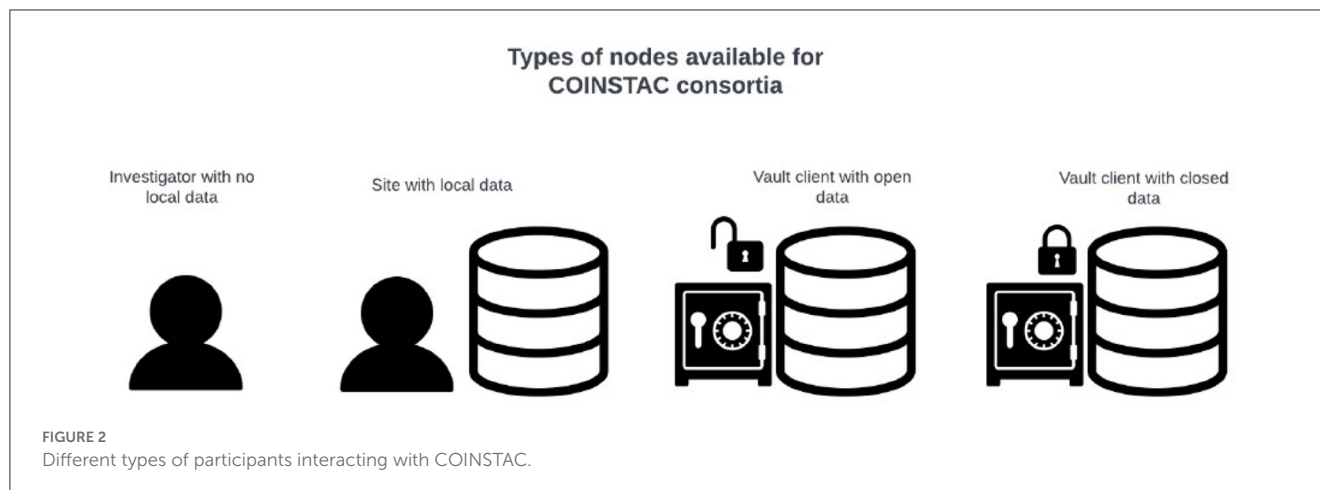 Types of nodes available for
COINSTAC consortia
Investigator with no
local data
Site with local data
Vault client with open
data
Vault client with closed
data
FIGURE 2
Different types of participants interacting with COINSTAC.